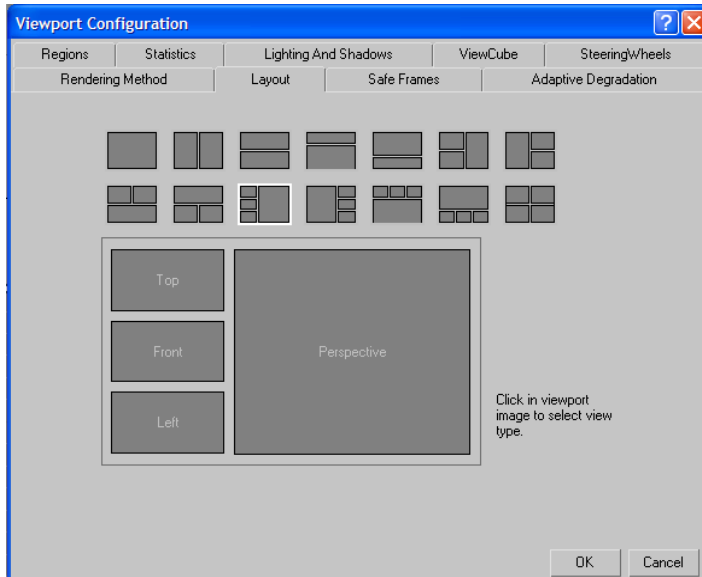 Viewport Configuration
Regions Statistics Lighting And Shadows ViewCube SteeringWheels
Rendering Method Layout Safe Frames Adaptive Degradation
Top
Front
Perspective
Left
Click in viewport
image to select view
type.
OK Cancel